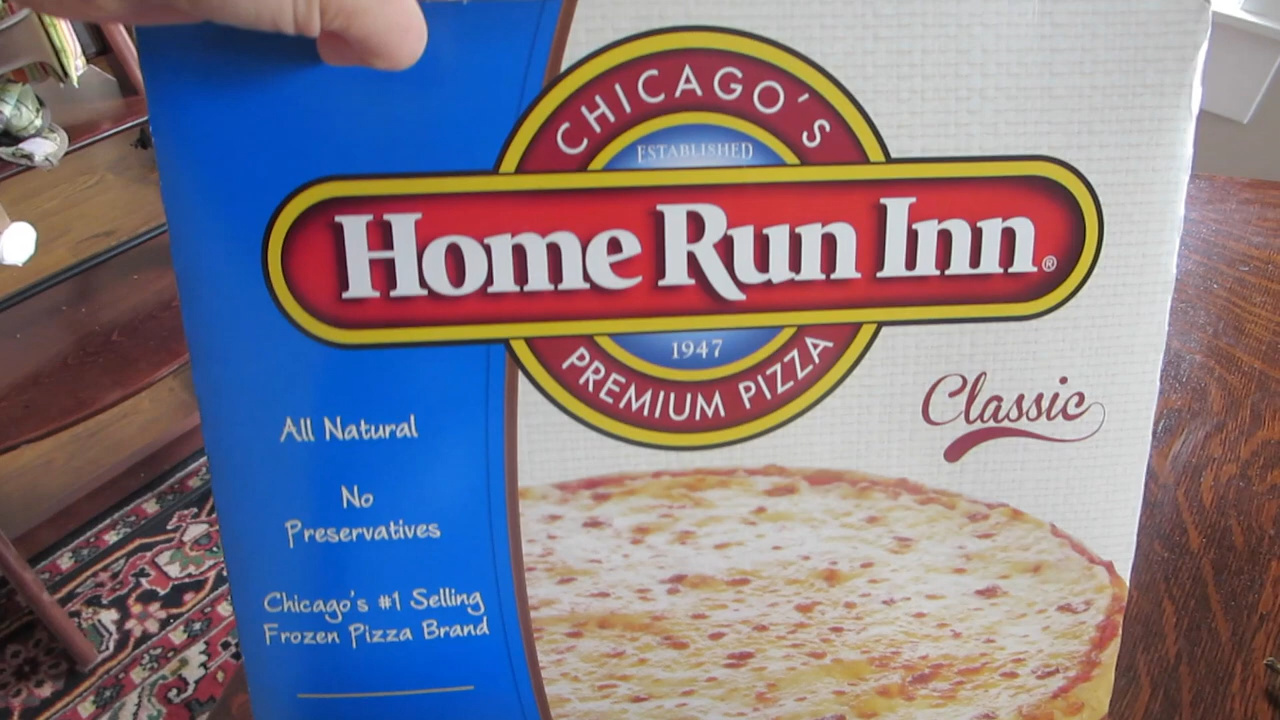 CHICAGO'S
ESTABLISHED
Home Run Inn®
1947
PREMIUM PIZZA
Classic
All Natural
No
Preservatives
Chicago's #1 Selling
Frozen Pizza Brand